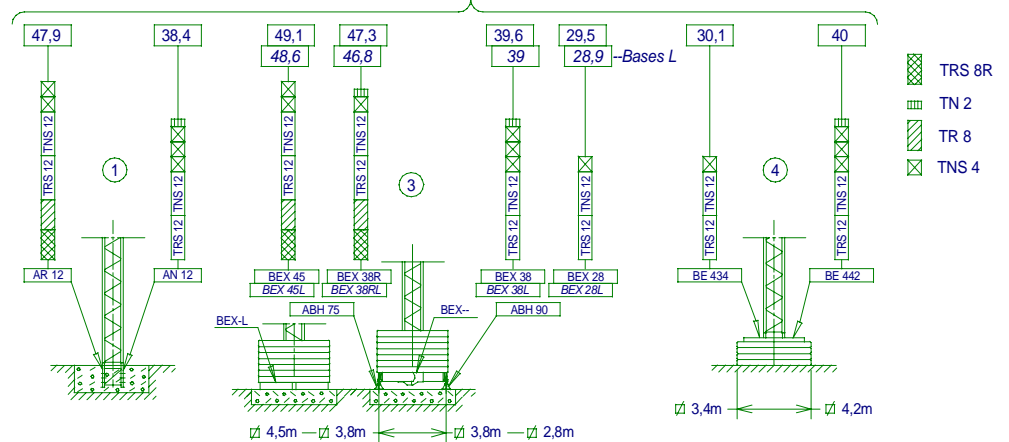 47,9 38,4 49,1 47,3 39,6 29,5 30,1 40
48,6 46,8 39 28,9 --Bases L
TRS 8R
TN 2
TR 8
TNS 4
TRS 12 TNS 12
TRS 12 TNS 12
TRS 12 TNS 12
TRS 12 TNS 12
TRS 12 TNS 12
TRS 12 TNS 12
TRS 12 TNS 12
TRS 12 TNS 12
1
3
4
AR 12 AN 12 BEX 45 BEX 38R BEX 38 BEX 28 BE 434 BE 442
BEX 45L BEX 38RL BEX 38L BEX 28L
ABH 75 BEX-- ABH 90
BEX-L
3,4m 4,2m
4,5m 3,8m 3,8m 2,8m